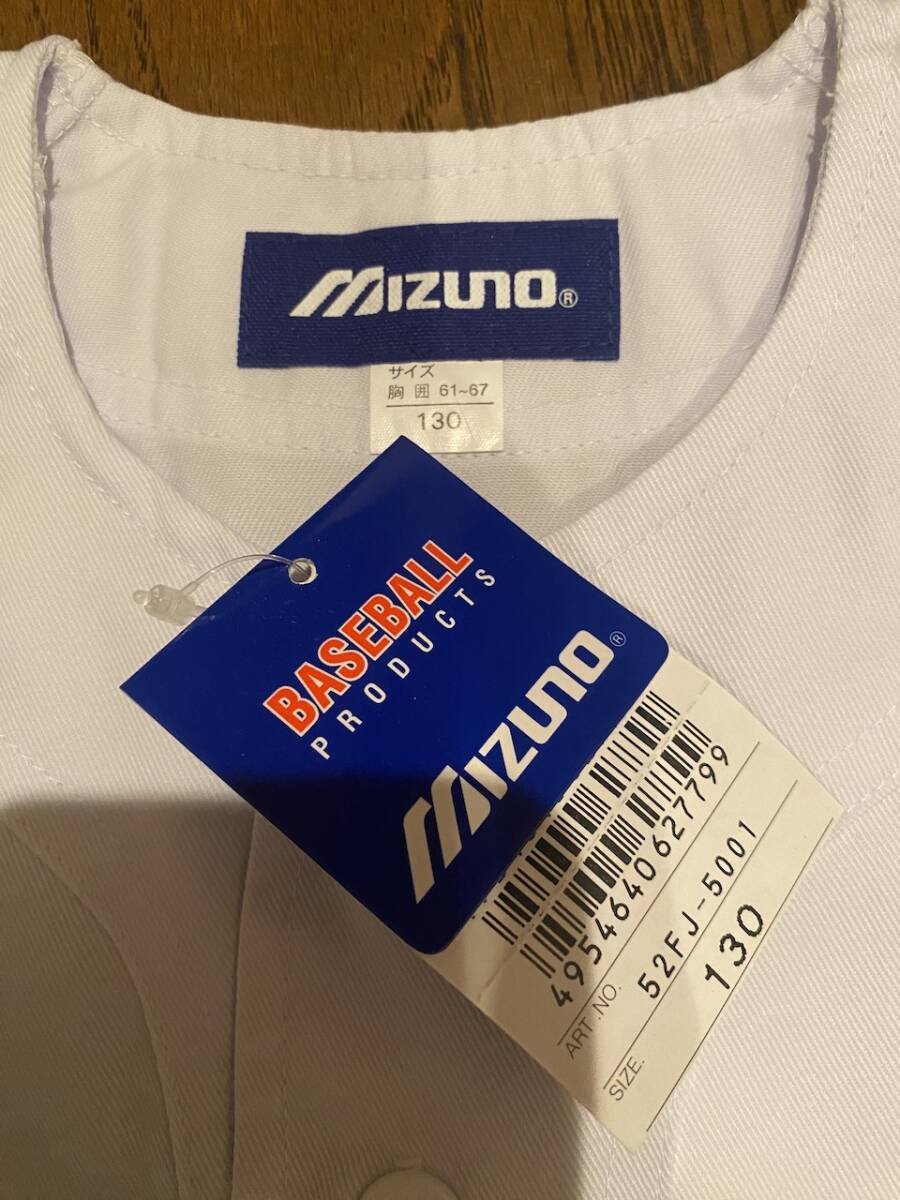 MIZUNO®
サイズ
胸囲 61~67
130
BASEBALL
PRODUCTS
MIZUNO®
4954640627799
ART.NO. 52FJ-5001
SIZE. 130